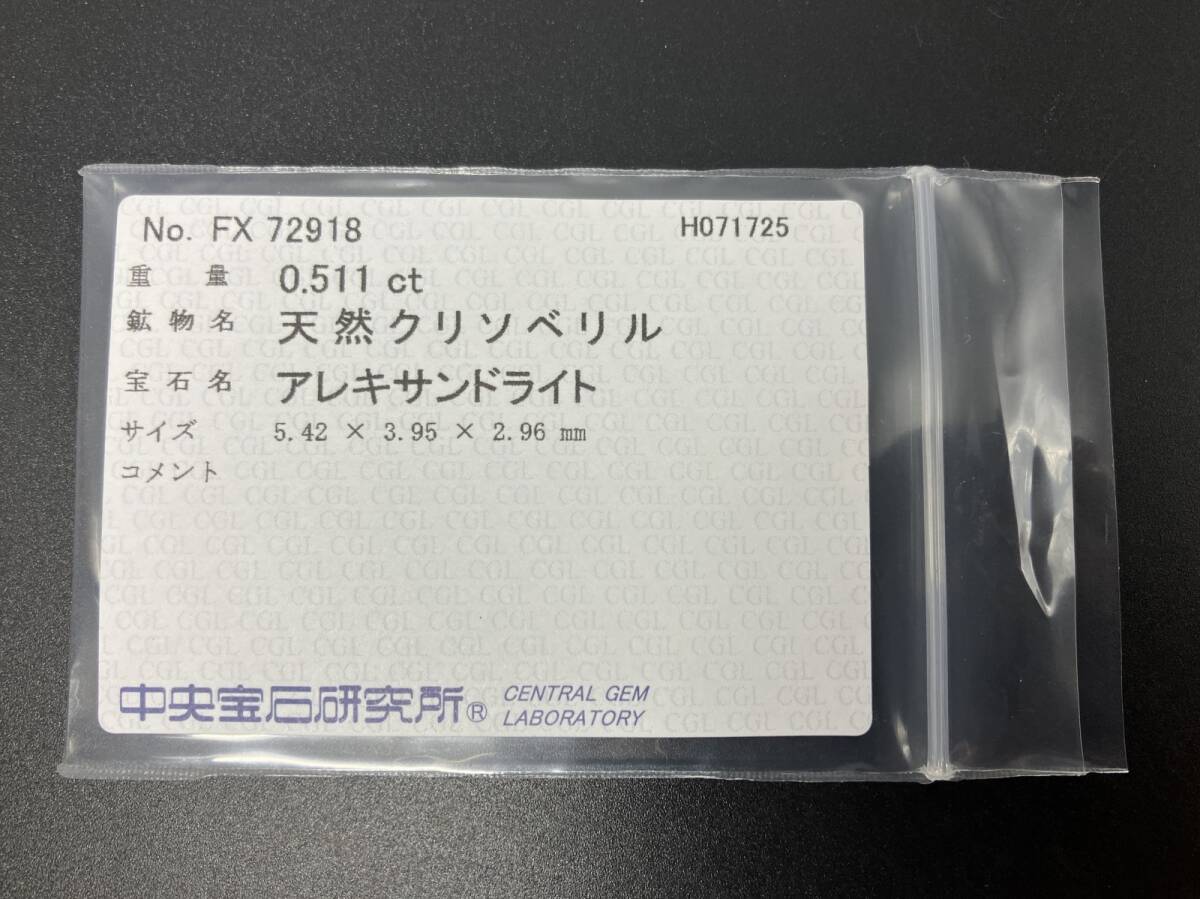 No. FX 72918 H071725
重 量 0.511 ct
鉱物名 天然クリソベリル
宝石名 アレキサンドライト
サイズ 5.42 × 3.95 × 2.96 mm
コメント
中央宝石研究所® CENTRAL GEM
LABORATORY